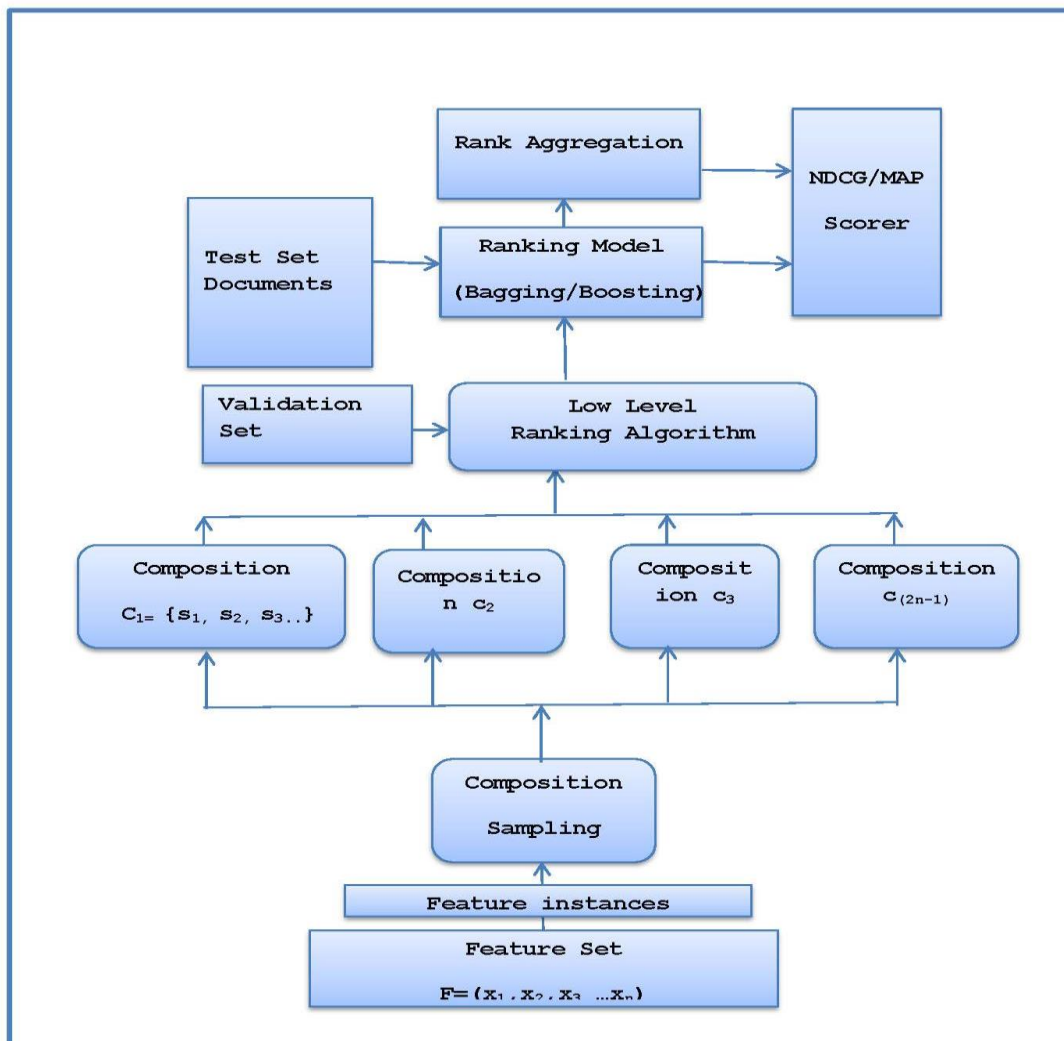 Rank Aggregation
NDCG/MAP
Scorer
Test Set
Documents
Ranking Model
(Bagging/Boosting)
Validation
Set
Low Level
Ranking Algorithm
Composition
C₁₌ {s₁, s₂, s₃..}
Compositio
n c₂
Composit
ion c₃
Composition
c₍₂ₙ₋₁₎
Composition
Sampling
Feature instances
Feature Set
F=(x₁,x₂,x₃ …xₙ)